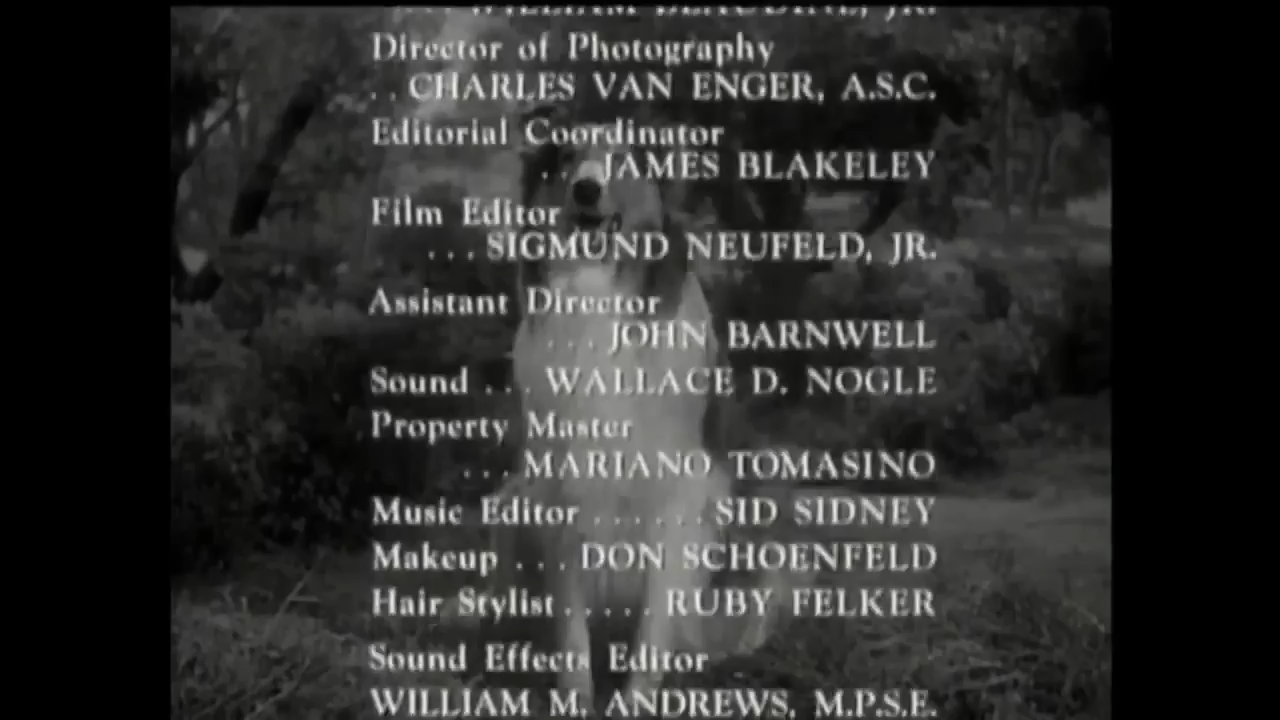 Director of Photography
. . CHARLES VAN ENGER, A.S.C.
Editorial Coordinator
. . . JAMES BLAKELEY
Film Editor
. . . SIGMUND NEUFELD, JR.
Assistant Director
. . . JOHN BARNWELL
Sound . . . WALLACE D. NOGLE
Property Master
. . . MARIANO TOMASINO
Music Editor . . . . . . SID SIDNEY
Makeup . . . DON SCHOENFELD
Hair Stylist . . . . . RUBY FELKER
Sound Effects Editor
WILLIAM M. ANDREWS, M.P.S.E.